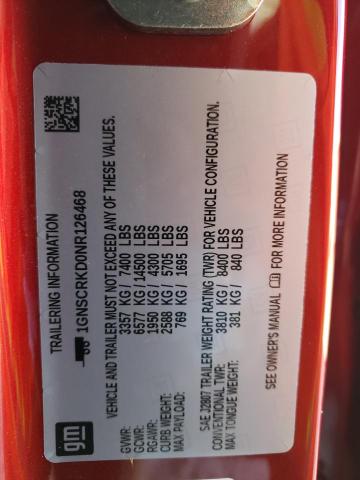 gm
TRAILERING INFORMATION
1GNSCRKD0NR126468
VEHICLE AND TRAILER MUST NOT EXCEED ANY OF THESE VALUES.
GVWR: 3357 KG / 7400 LBS
GCWR: 6577 KG / 14500 LBS
RGAWR: 1950 KG / 4300 LBS
CURB WEIGHT: 2588 KG / 5705 LBS
MAX PAYLOAD: 769 KG / 1695 LBS
SAE J2807 TRAILER WEIGHT RATING (TWR) FOR VEHICLE CONFIGURATION.
CONVENTIONAL TWR: 3810 KG / 8400 LBS
MAX TONGUE WEIGHT: 381 KG / 840 LBS
SEE OWNER'S MANUAL FOR MORE INFORMATION